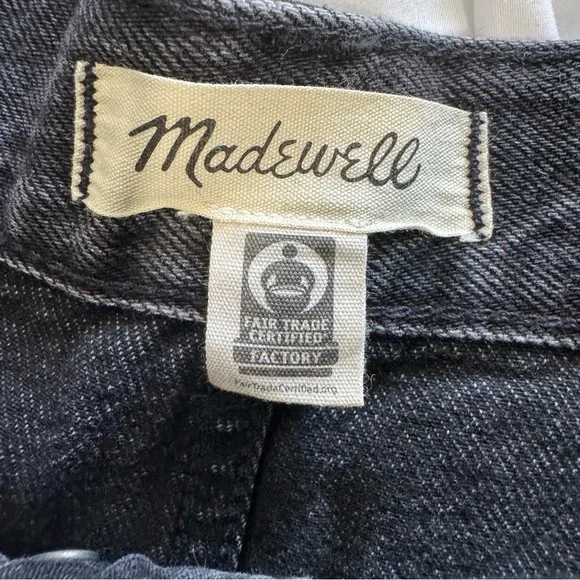 Madewell
FAIR TRADE
CERTIFIED
FACTORY
FairTradeCertified.org